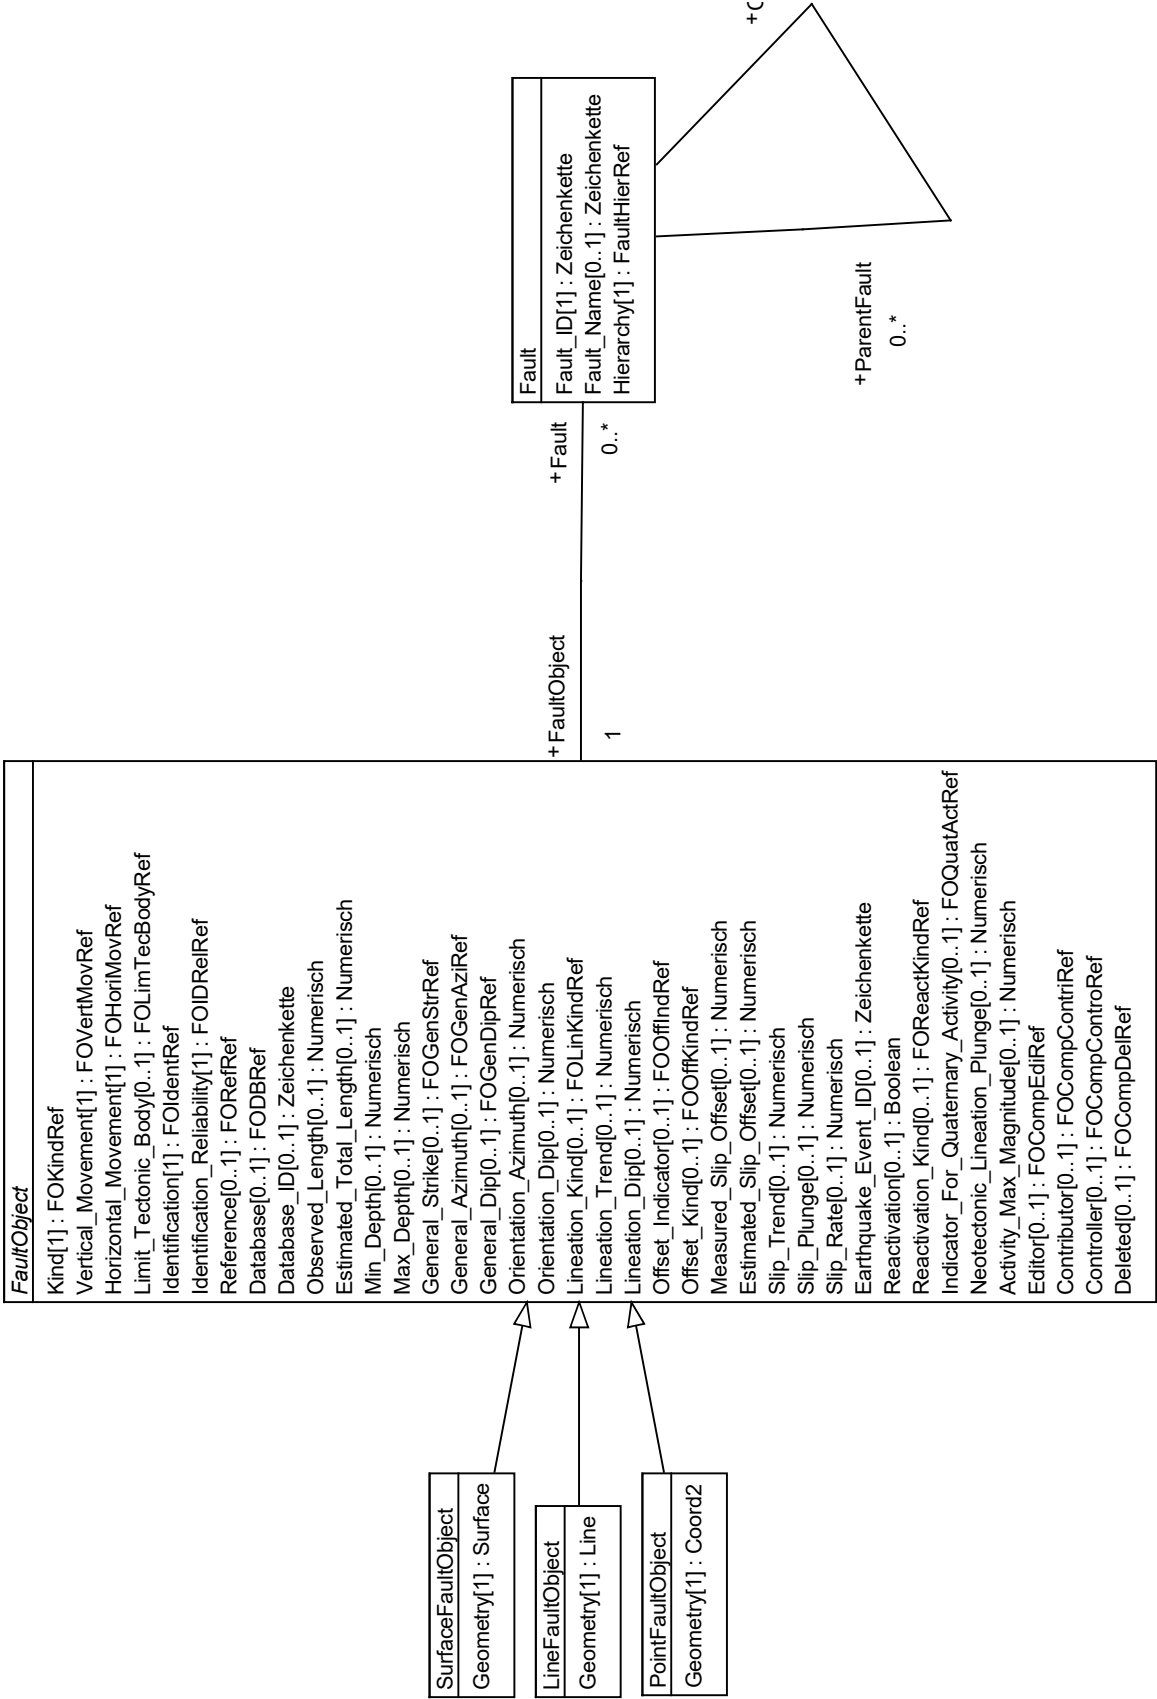 FaultObject
Kind[1] : FOKindRef
Vertical_Movement[1] : FOVertMovRef
Horizontal_Movement[1] : FOHoriMovRef
Limit_Tectonic_Body[0..1] : FOLimTecBodyRef
Identification[1] : FOIdentRef
Identification_Reliability[1] : FOIDRelRef
Reference[0..1] : FORefRef
Database[0..1] : FODBRef
Database_ID[0..1] : Zeichenkette
Observed_Length[0..1] : Numerisch
Estimated_Total_Length[0..1] : Numerisch
Min_Depth[0..1] : Numerisch
Max_Depth[0..1] : Numerisch
General_Strike[0..1] : FOGenStrRef
General_Azimuth[0..1] : FOGenAziRef
General_Dip[0..1] : FOGenDipRef
Orientation_Azimuth[0..1] : Numerisch
Orientation_Dip[0..1] : Numerisch
Lineation_Kind[0..1] : FOLinKindRef
Lineation_Trend[0..1] : Numerisch
Lineation_Dip[0..1] : Numerisch
Offset_Indicator[0..1] : FOOffIndRef
Offset_Kind[0..1] : FOOffKindRef
Measured_Slip_Offset[0..1] : Numerisch
Estimated_Slip_Offset[0..1] : Numerisch
Slip_Trend[0..1] : Numerisch
Slip_Plunge[0..1] : Numerisch
Slip_Rate[0..1] : Numerisch
Earthquake_Event_ID[0..1] : Zeichenkette
Reactivation[0..1] : Boolean
Reactivation_Kind[0..1] : FOReactKindRef
Indicator_For_Quaternary_Activity[0..1] : FOQuatActRef
Neotectonic_Lineation_Plunge[0..1] : Numerisch
Activity_Max_Magnitude[0..1] : Numerisch
Editor[0..1] : FOCompEdiRef
Contributor[0..1] : FOCompContriRef
Controller[0..1] : FOCompControRef
Deleted[0..1] : FOCompDelRef
SurfaceFaultObject
Geometry[1] : Surface
LineFaultObject
Geometry[1] : Line
PointFaultObject
Geometry[1] : Coord2
+FaultObject
1
+Fault
0..*
Fault
Fault_ID[1] : Zeichenkette
Fault_Name[0..1] : Zeichenkette
Hierarchy[1] : FaultHierRef
+ParentFault
0..*